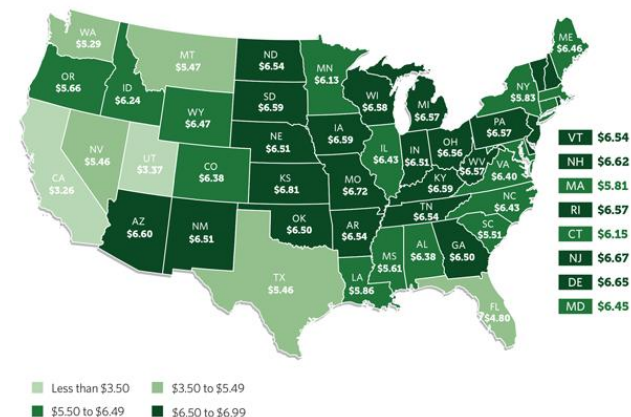 WA
$5.29
OR
$5.66
CA
$3.26
NV
$5.46
ID
$6.24
MT
$5.47
WY
$6.47
UT
$3.37
CO
$6.38
AZ
$6.60
NM
$6.51
ND
$6.54
SD
$6.59
NE
$6.51
KS
$6.81
OK
$6.50
TX
$5.46
MN
$6.13
IA
$6.59
MO
$6.72
AR
$6.54
LA
$5.86
WI
$6.58
IL
$6.43
MI
$6.57
IN
$6.51
OH
$6.56
KY
$6.59
TN
$6.54
MS
$5.61
AL
$6.38
GA
$6.50
FL
$4.80
SC
$5.51
NC
$6.43
VA
$6.40
WV
$6.57
PA
$6.57
NY
$5.83
ME
$6.46
VT $6.54
NH $6.62
MA $5.81
RI $6.57
CT $6.15
NJ $6.67
DE $6.65
MD $6.45
Less than $3.50
$3.50 to $5.49
$5.50 to $6.49
$6.50 to $6.99